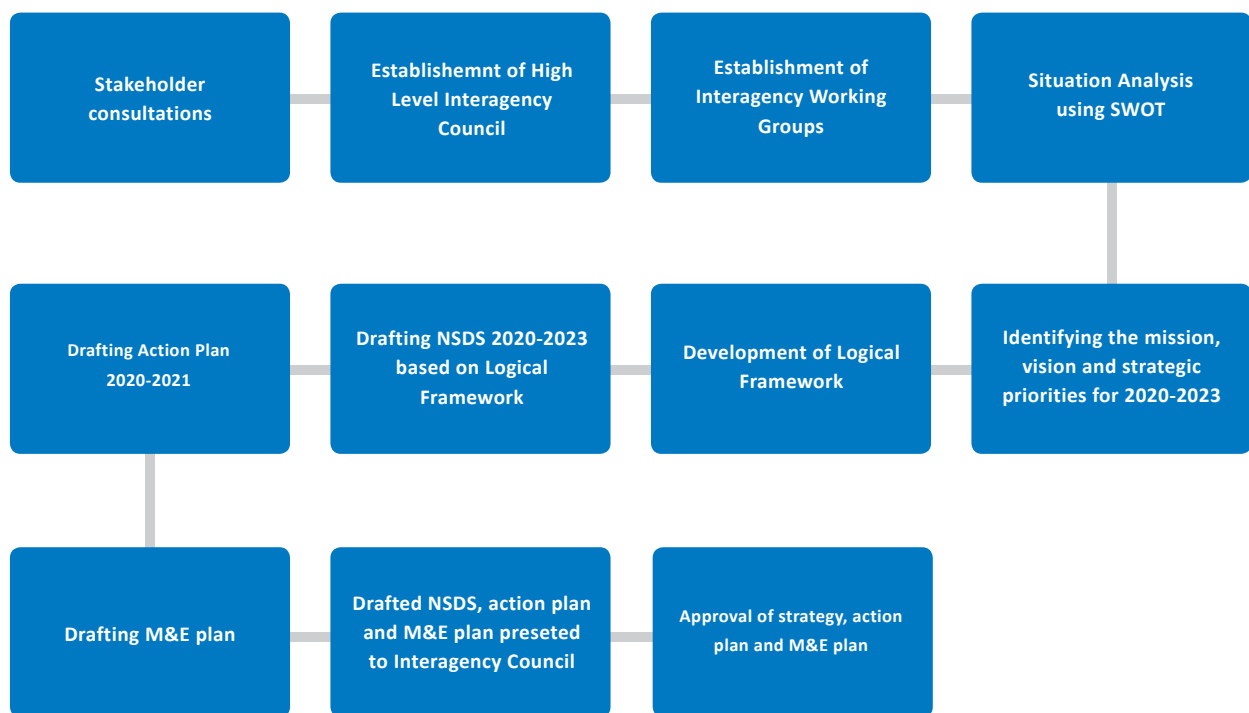 Stakeholder
consultations
Establishemnt of High
Level Interagency
Council
Establishment of
Interagency Working
Groups
Situation Analysis
using SWOT
Identifying the mission,
vision and strategic
priorities for 2020-2023
Development of Logical
Framework
Drafting NSDS 2020-2023
based on Logical
Framework
Drafting Action Plan
2020-2021
Drafting M&E plan
Drafted NSDS, action plan
and M&E plan preseted
to Interagency Council
Approval of strategy, action
plan and M&E plan